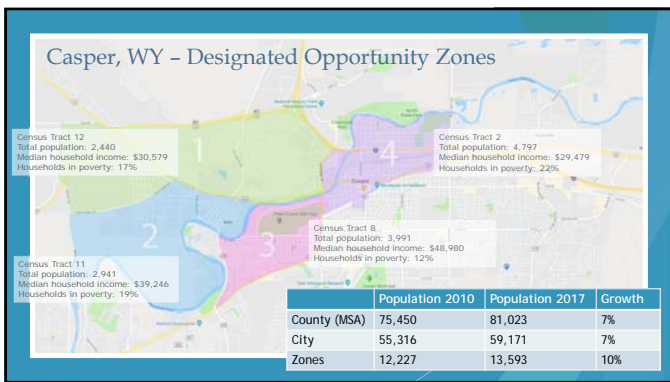 Casper, WY – Designated Opportunity Zones
Census Tract 12
Total population: 2,440
Median household income: $30,579
Households in poverty: 17%
1
4
Census Tract 2
Total population: 4,797
Median household income: $29,479
Households in poverty: 22%
Casper
2
3
Census Tract 8
Total population: 3,991
Median household income: $48,980
Households in poverty: 12%
Census Tract 11
Total population: 2,941
Median household income: $39,246
Households in poverty: 19%
Population 2010 Population 2017 Growth
County (MSA) 75,450 81,023 7%
City 55,316 59,171 7%
Zones 12,227 13,593 10%